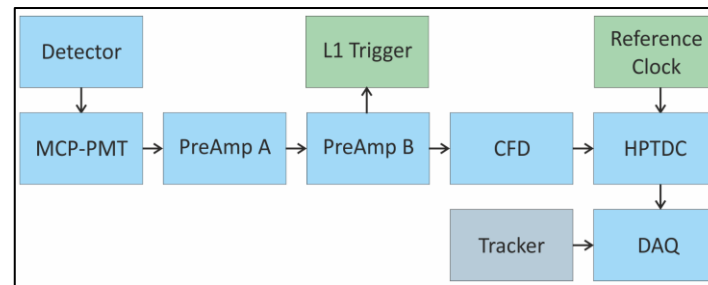 Detector
L1 Trigger
Reference
Clock
MCP-PMT
PreAmp A
PreAmp B
CFD
HPTDC
Tracker
DAQ